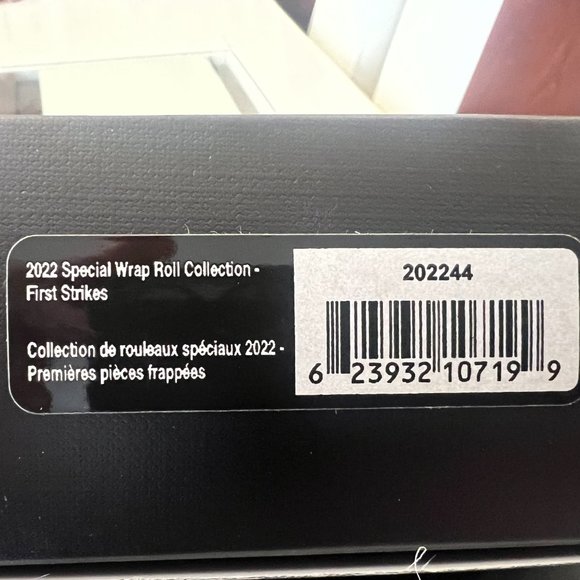 2022 Special Wrap Roll Collection -
First Strikes
Collection de rouleaux spéciaux 2022 -
Premières pièces frappées
202244
6 23932 10719 9